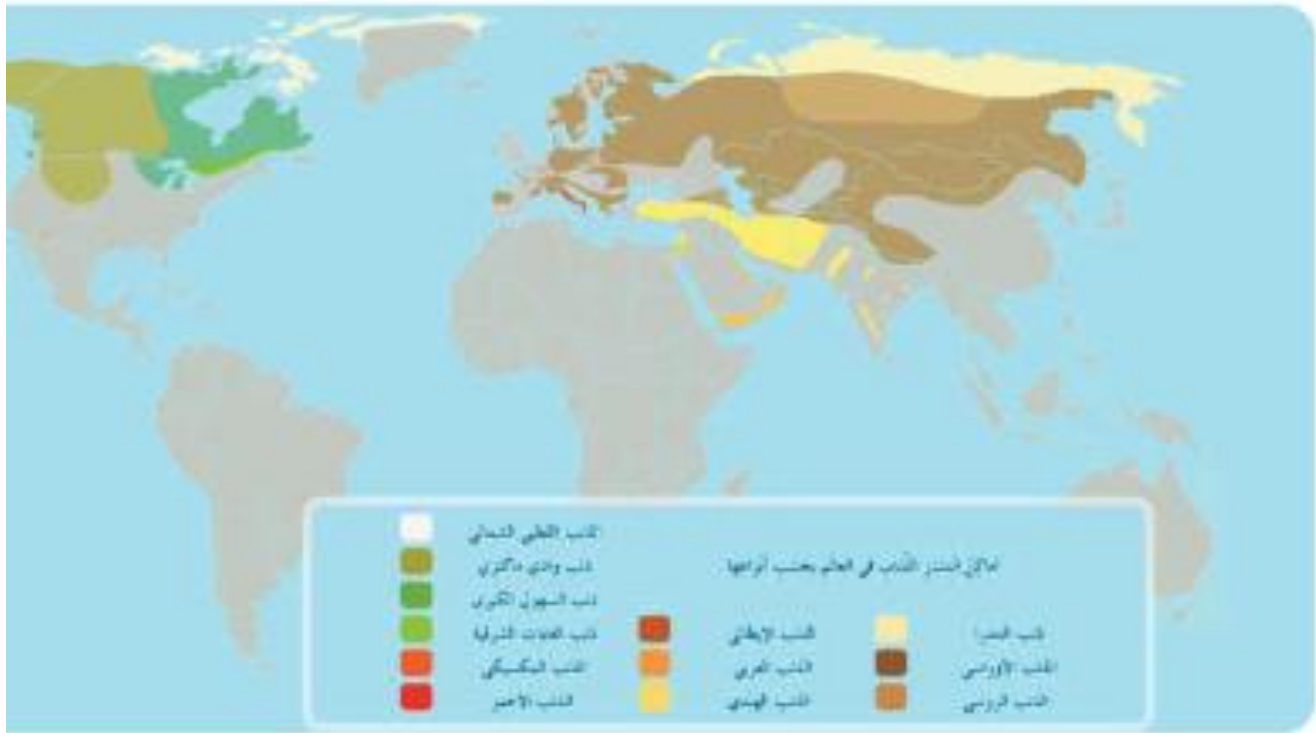 أماكن انتشار الذئاب في العالم بحسب أنواعها
ذئب التندرا
الذئب الأوراسي
الذئب الروسي
الذئب الإيطالي
الذئب العربي
الذئب الهندي
الذئب القطبي الشمالي
ذئب وادي ماكنزي
ذئب السهول الكبرى
ذئب الغابات الشرقية
الذئب المكسيكي
الذئب الأحمر